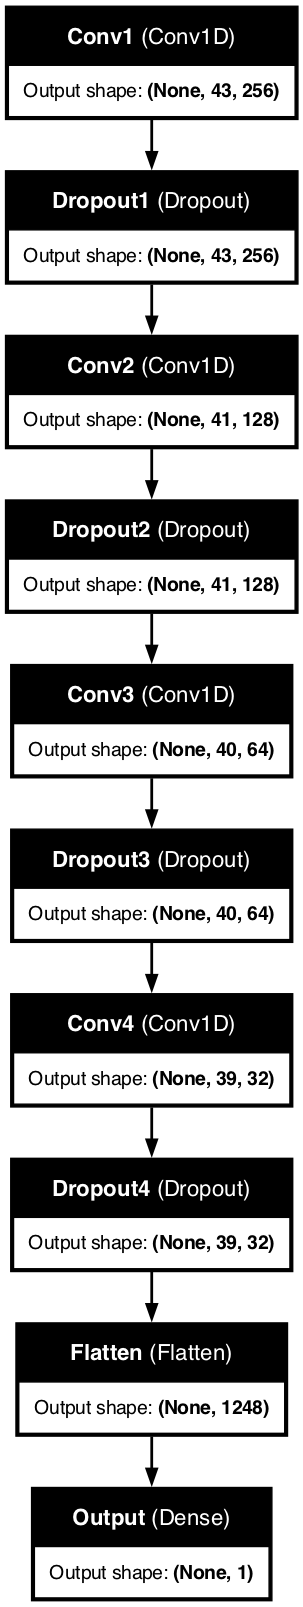 Conv1 (Conv1D)
Output shape: (None, 43, 256)
Dropout1 (Dropout)
Output shape: (None, 43, 256)
Conv2 (Conv1D)
Output shape: (None, 41, 128)
Dropout2 (Dropout)
Output shape: (None, 41, 128)
Conv3 (Conv1D)
Output shape: (None, 40, 64)
Dropout3 (Dropout)
Output shape: (None, 40, 64)
Conv4 (Conv1D)
Output shape: (None, 39, 32)
Dropout4 (Dropout)
Output shape: (None, 39, 32)
Flatten (Flatten)
Output shape: (None, 1248)
Output (Dense)
Output shape: (None, 1)